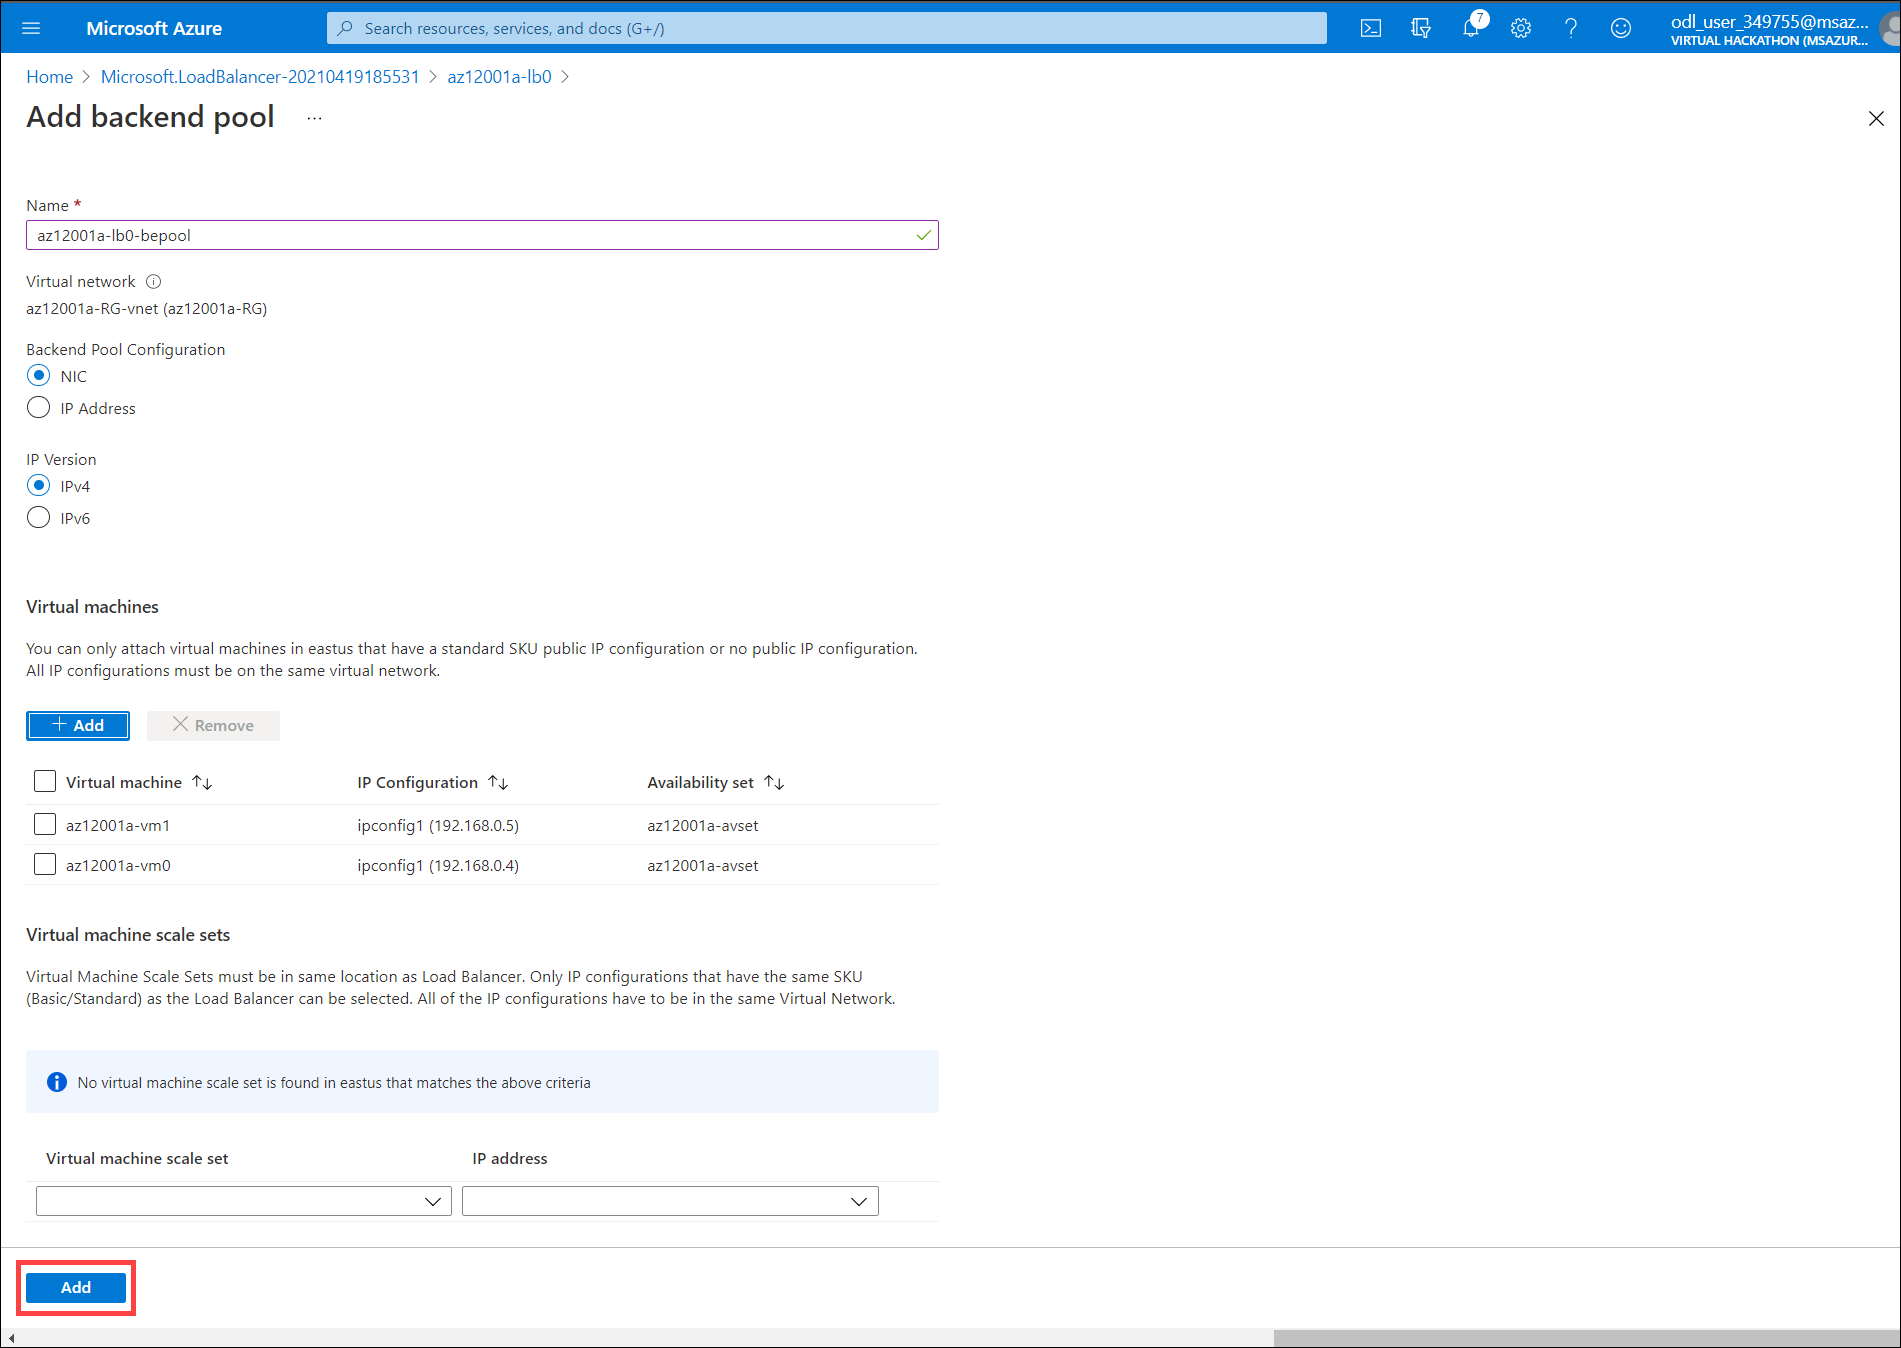 Microsoft Azure
Search resources, services, and docs (G+/)
7
odl_user_349755@msaz...
VIRTUAL HACKATHON (MSAZUR...
Home > Microsoft.LoadBalancer-20210419185531 > az12001a-lb0 >
Add backend pool ...
Name *
az12001a-lb0-bepool
Virtual network
az12001a-RG-vnet (az12001a-RG)
Backend Pool Configuration
NIC
IP Address
IP Version
IPv4
IPv6
Virtual machines
You can only attach virtual machines in eastus that have a standard SKU public IP configuration or no public IP configuration.
All IP configurations must be on the same virtual network.
+ Add Remove
Virtual machine ↑↓ IP Configuration ↑↓ Availability set ↑↓
az12001a-vm1 ipconfig1 (192.168.0.5) az12001a-avset
az12001a-vm0 ipconfig1 (192.168.0.4) az12001a-avset
Virtual machine scale sets
Virtual Machine Scale Sets must be in same location as Load Balancer. Only IP configurations that have the same SKU
(Basic/Standard) as the Load Balancer can be selected. All of the IP configurations have to be in the same Virtual Network.
No virtual machine scale set is found in eastus that matches the above criteria
Virtual machine scale set IP address
Add